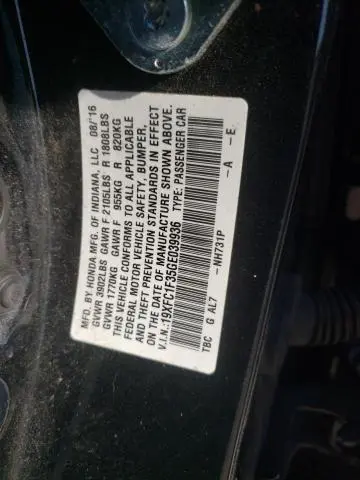 MFD. BY HONDA MFG. OF INDIANA, LLC 08/16
GVWR 3902LBS GAWR F 2105LBS R 1808LBS
GVWR 1770KG GAWR F 955KG R 820KG
THIS VEHICLE CONFORMS TO ALL APPLICABLE
FEDERAL MOTOR VEHICLE SAFETY, BUMPER,
AND THEFT PREVENTION STANDARDS IN EFFECT
ON THE DATE OF MANUFACTURE SHOWN ABOVE.
V.I.N.:19XFC1F35GE039936 TYPE: PASSENGER CAR
-NH731P -A -E
TBC G AL7